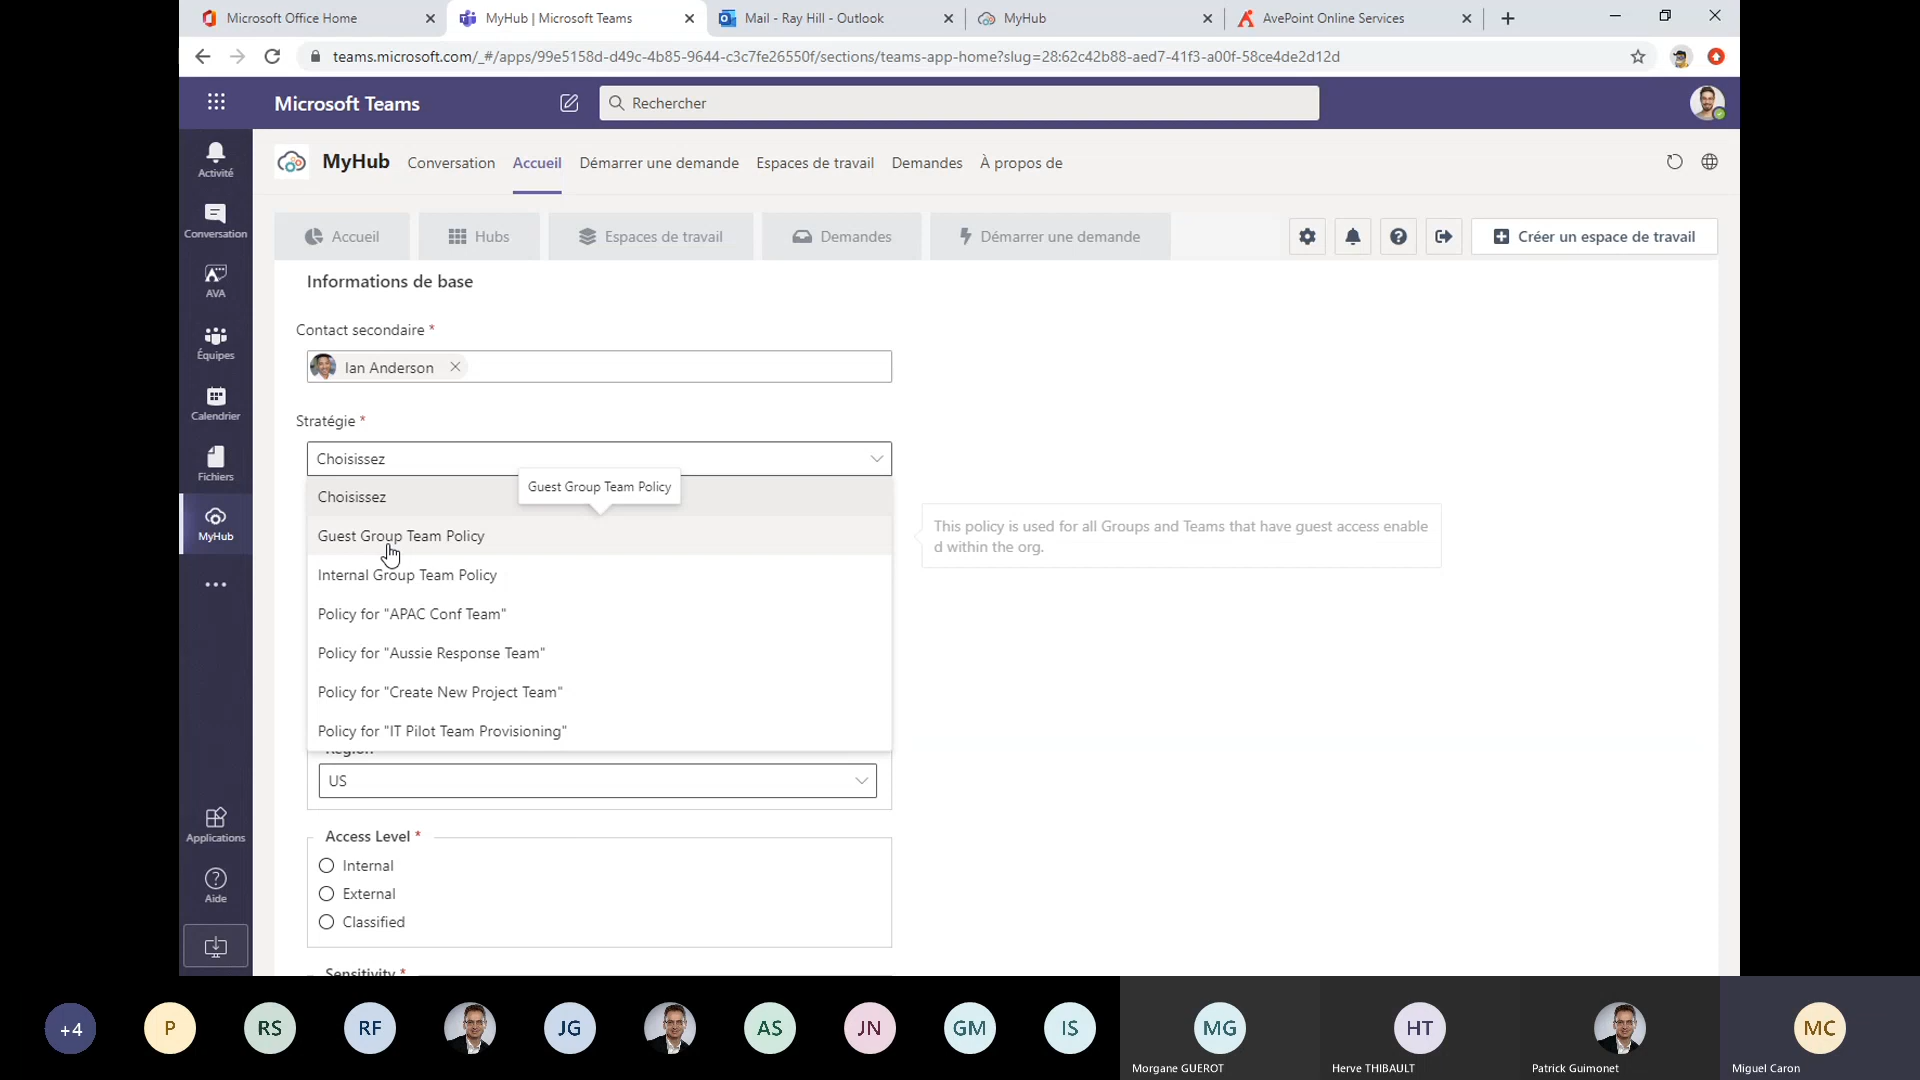 Microsoft Office Home
MyHub | Microsoft Teams
Mail - Ray Hill - Outlook
MyHub
AvePoint Online Services
teams.microsoft.com/_#/apps/99e5158d-d49c-4b85-9644-c3c7fe26550f/sections/teams-app-home?slug=28:62c42b88-aed7-41f3-a00f-58ce4de2d12d
Microsoft Teams
Rechercher
Activité
Conversation
AVA
Équipes
Calendrier
Fichiers
MyHub
Applications
Aide
MyHub
Conversation
Accueil
Démarrer une demande
Espaces de travail
Demandes
À propos de
Accueil
Hubs
Espaces de travail
Demandes
Démarrer une demande
Créer un espace de travail
Informations de base
Contact secondaire *
Ian Anderson
Stratégie *
Choisissez
Guest Group Team Policy
Choisissez
Guest Group Team Policy
This policy is used for all Groups and Teams that have guest access enable
d within the org.
Internal Group Team Policy
Policy for "APAC Conf Team"
Policy for "Aussie Response Team"
Policy for "Create New Project Team"
Policy for "IT Pilot Team Provisioning"
Region
US
Access Level *
Internal
External
Classified
Sensitivity *
+4
P
RS
RF
JG
AS
JN
GM
IS
MG
Morgane GUEROT
HT
Herve THIBAULT
Patrick Guimonet
MC
Miguel Caron